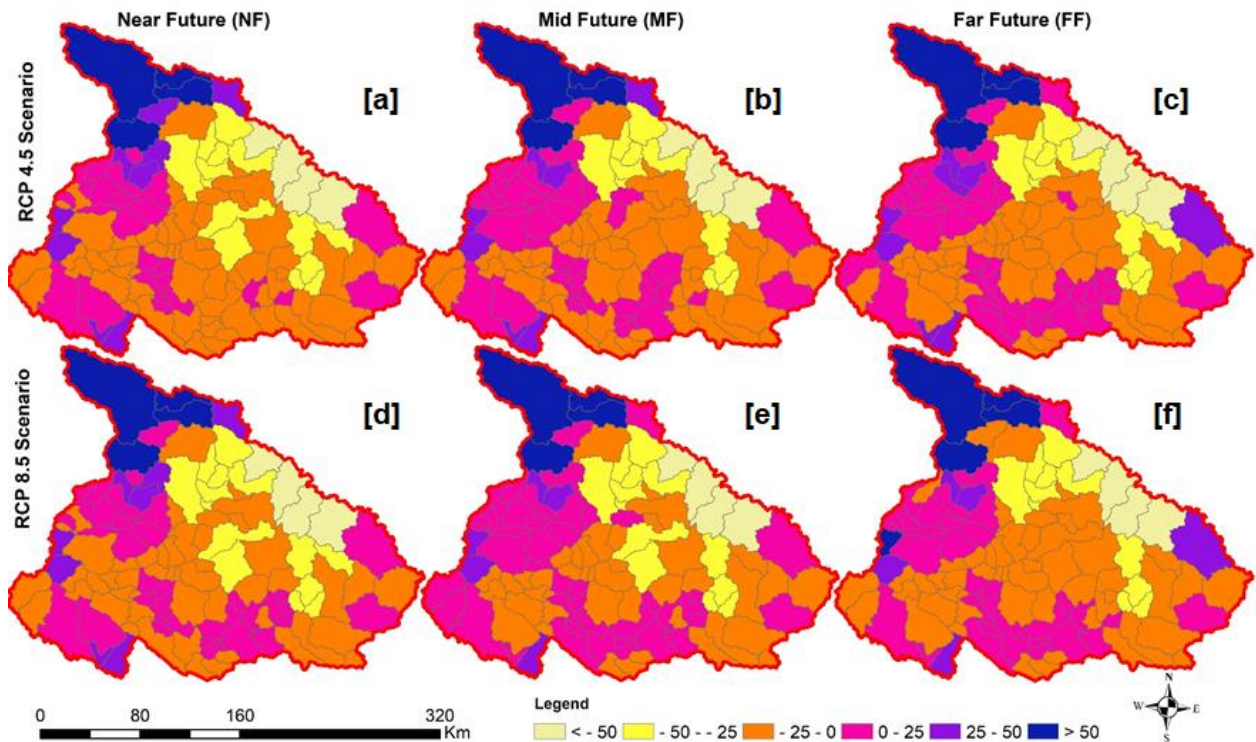 Near Future (NF)
Mid Future (MF)
Far Future (FF)
RCP 4.5 Scenario
[a]
[b]
[c]
RCP 8.5 Scenario
[d]
[e]
[f]
0 80 160 320
Km
Legend
< - 50 - 50 - - 25 - 25 - 0 0 - 25 25 - 50 > 50
N
W E
S